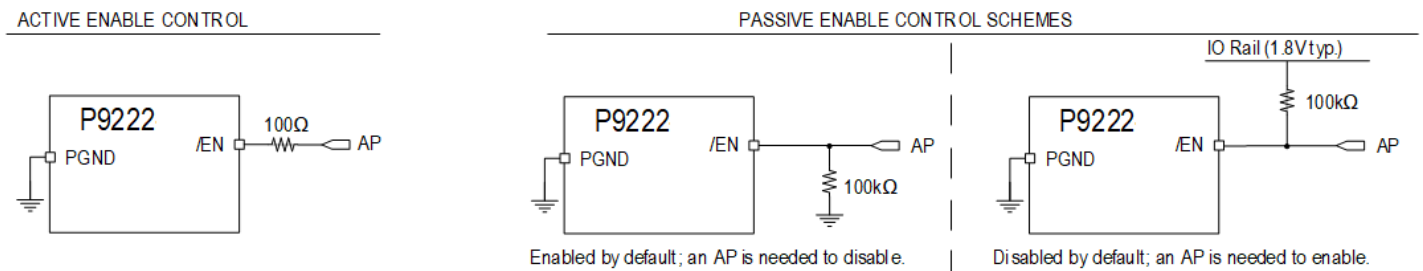 ACTIVE ENABLE CONTROL
PASSIVE ENABLE CONTROL SCHEMES
IO Rail (1.8V typ.)
P9222
/EN
PGND
100Ω
AP
P9222
/EN
PGND
AP
100kΩ
P9222
/EN
PGND
100kΩ
AP
Enabled by default; an AP is needed to disable.
Disabled by default; an AP is needed to enable.